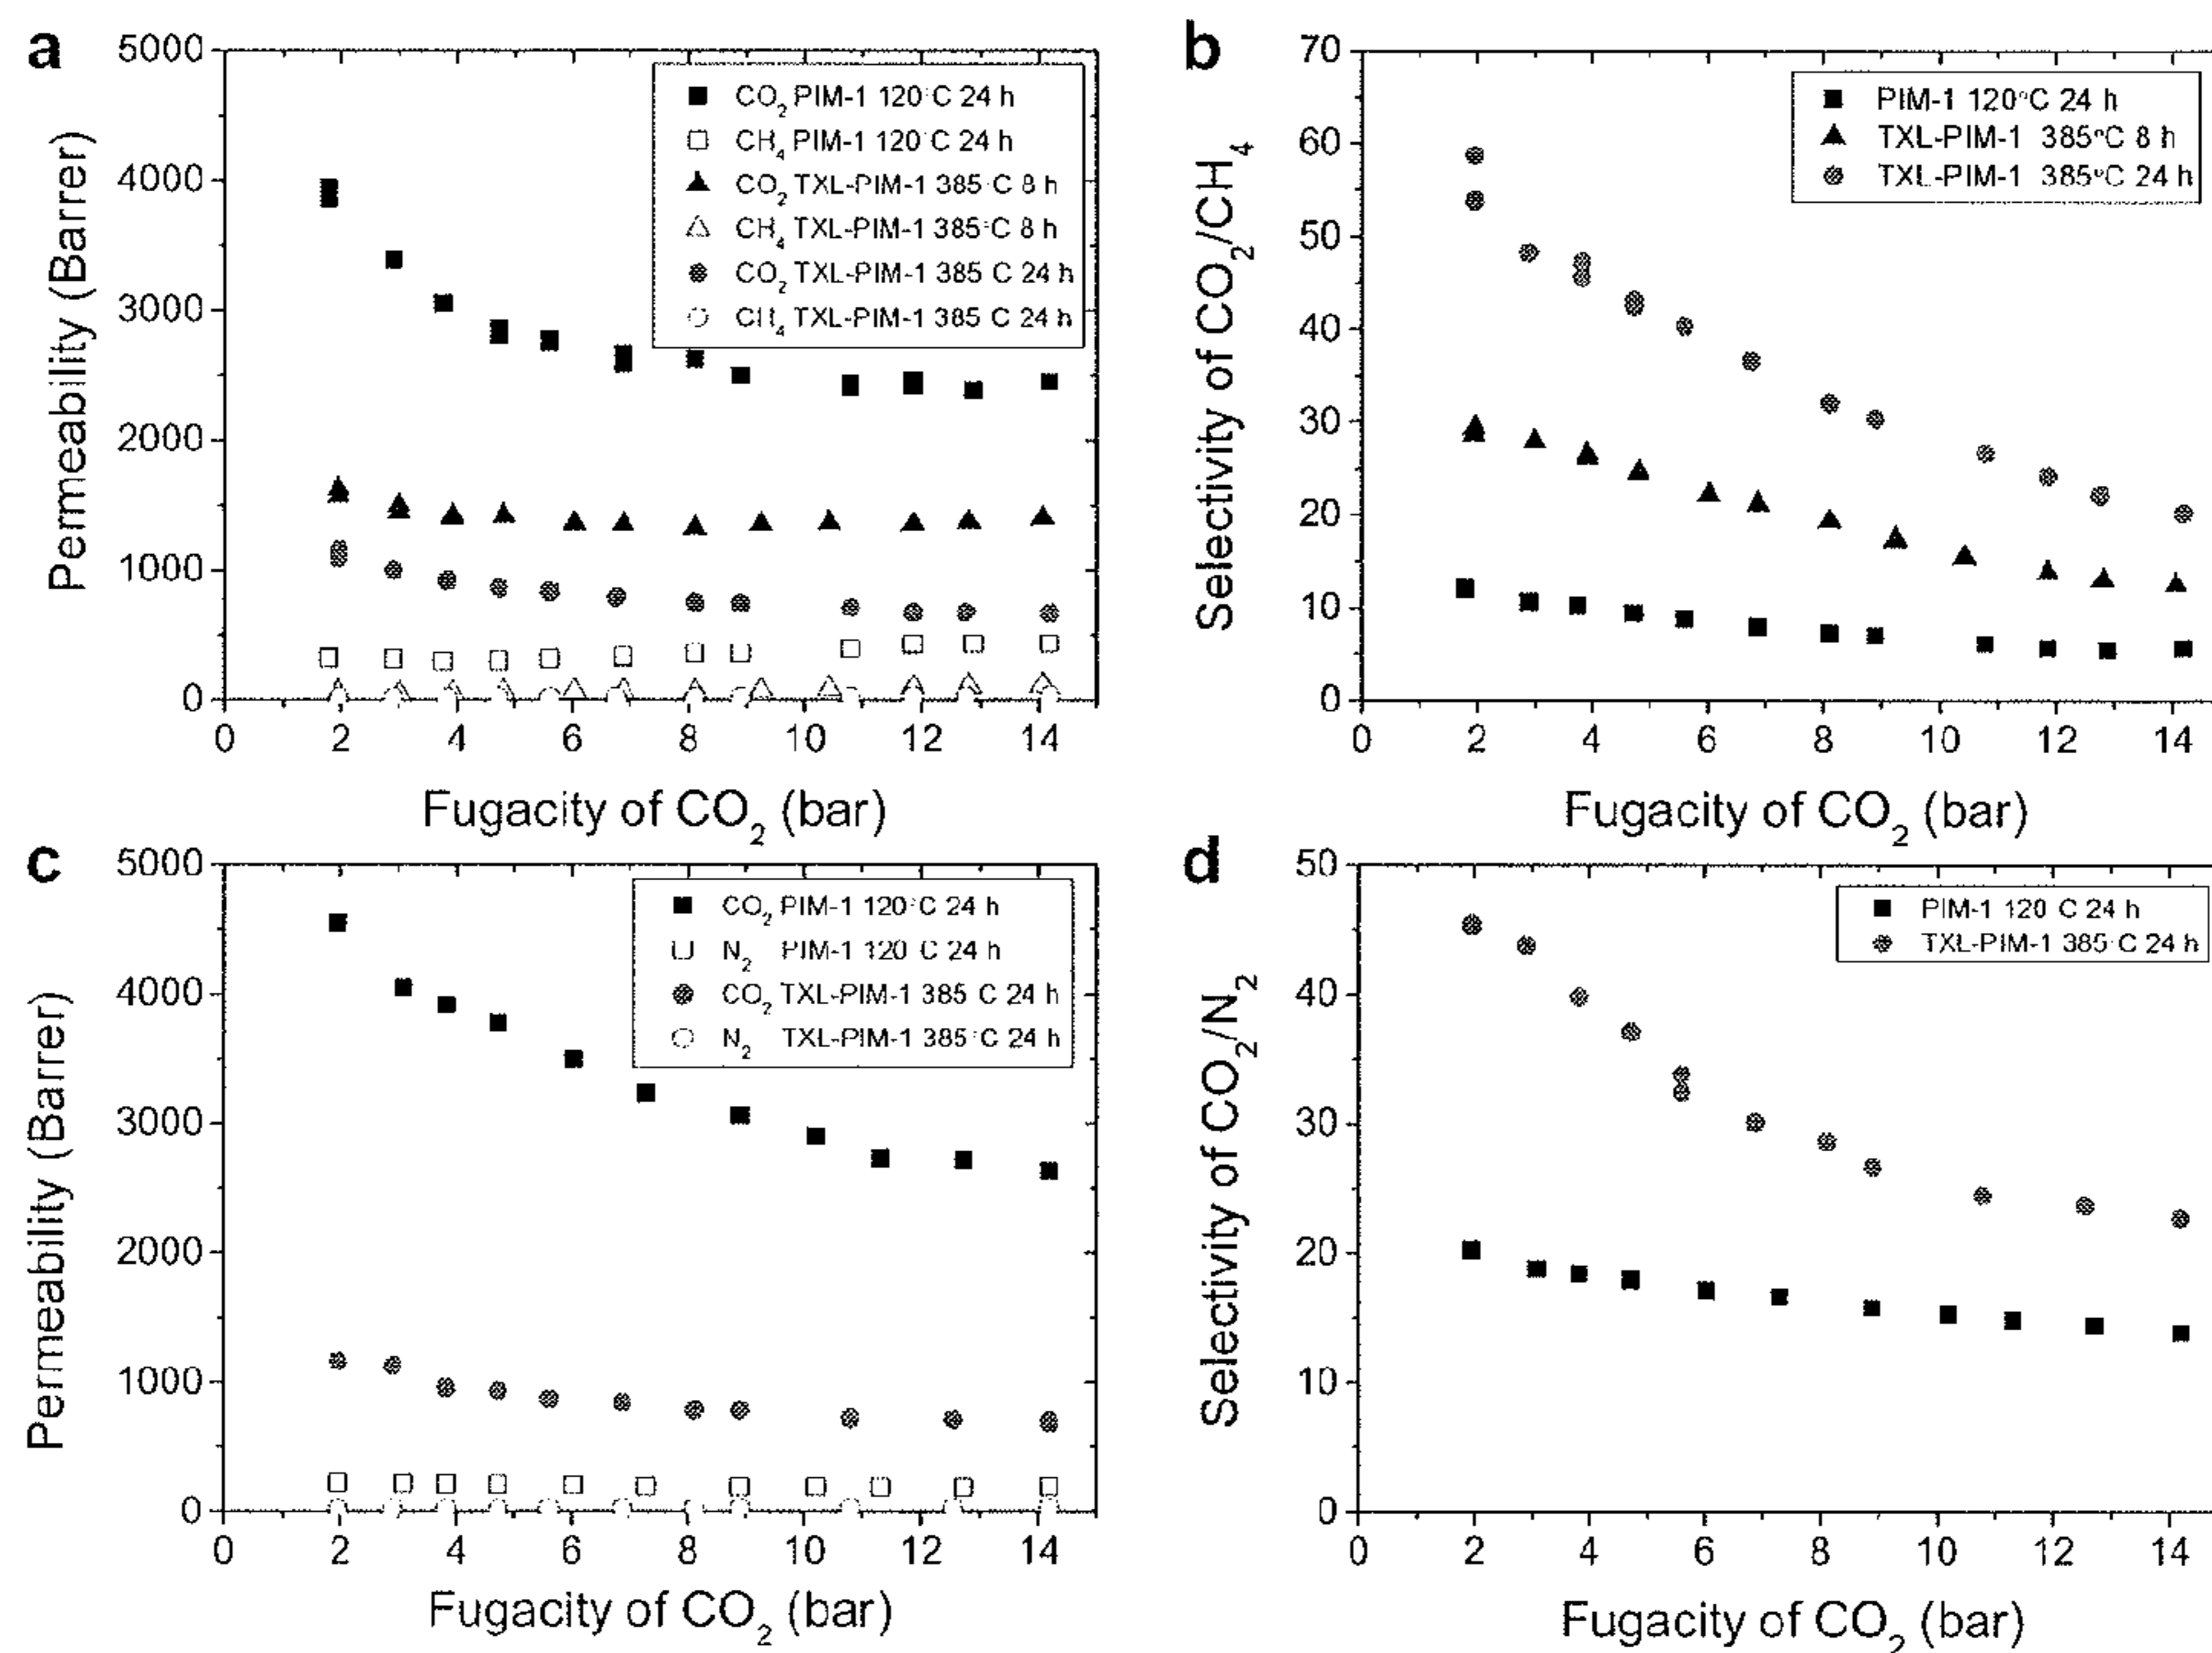 a
5000
4000
3000
2000
1000
0
Permeability (Barrer)
CO2 PIM-1 120°C 24 h
CH4 PIM-1 120°C 24 h
CO2 TXL-PIM-1 385°C 8 h
CH4 TXL-PIM-1 385°C 8 h
CO2 TXL-PIM-1 385 C 24 h
CH4 TXL-PIM-1 385 C 24 h
0 2 4 6 8 10 12 14
Fugacity of CO2 (bar)
b
70
60
50
40
30
20
10
0
Selectivity of CO2/CH4
PIM-1 120°C 24 h
TXL-PIM-1 385°C 8 h
TXL-PIM-1 385°C 24 h
0 2 4 6 8 10 12 14
Fugacity of CO2 (bar)
c
5000
4000
3000
2000
1000
0
Permeability (Barrer)
CO2 PIM-1 120°C 24 h
N2 PIM-1 120 C 24 h
CO2 TXL-PIM-1 385 C 24 h
N2 TXL-PIM-1 385°C 24 h
0 2 4 6 8 10 12 14
Fugacity of CO2 (bar)
d
50
40
30
20
10
0
Selectivity of CO2/N2
PIM-1 120 C 24 h
TXL-PIM-1 385°C 24 h
0 2 4 6 8 10 12 14
Fugacity of CO2 (bar)